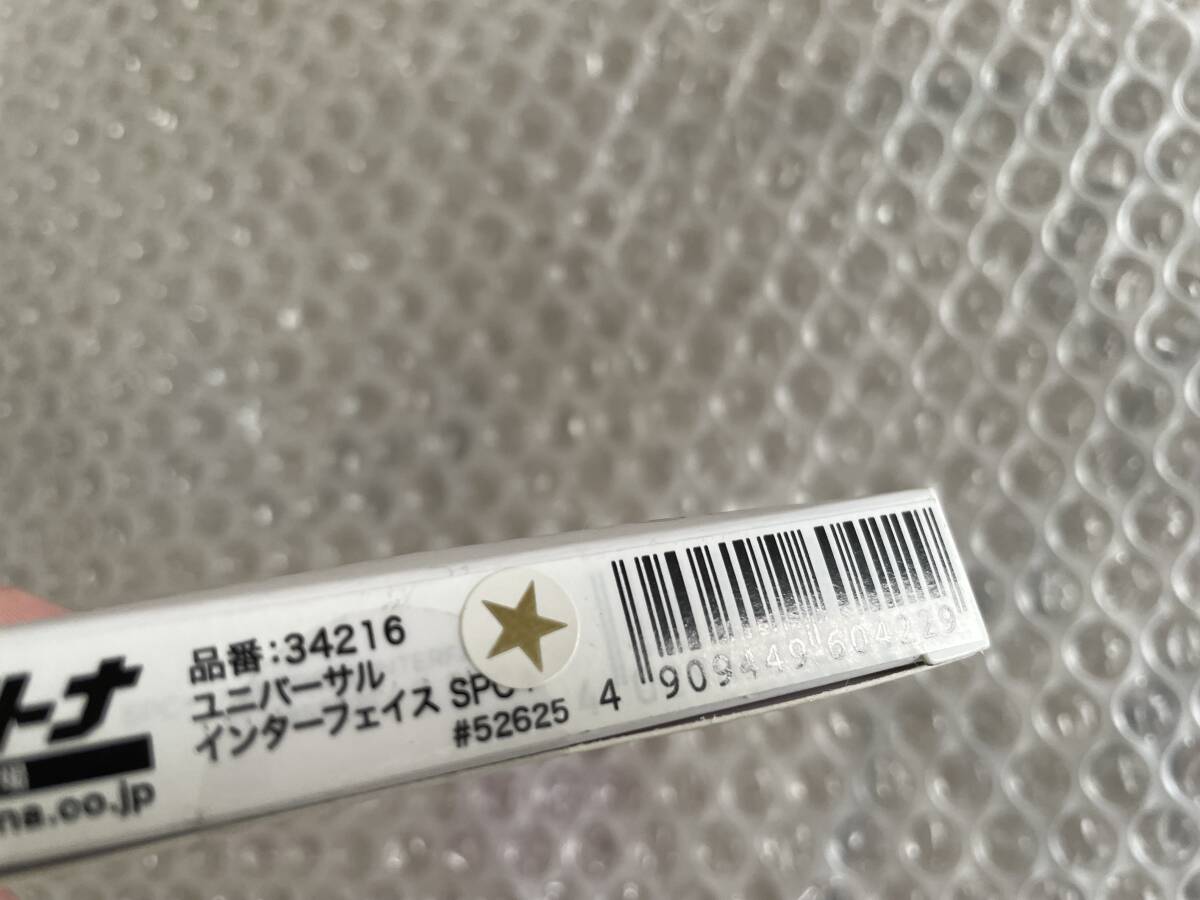 トナ
na.co.jp
品番:34216
ユニバーサル
インターフェイス SPC
#52625
4 909449 604229